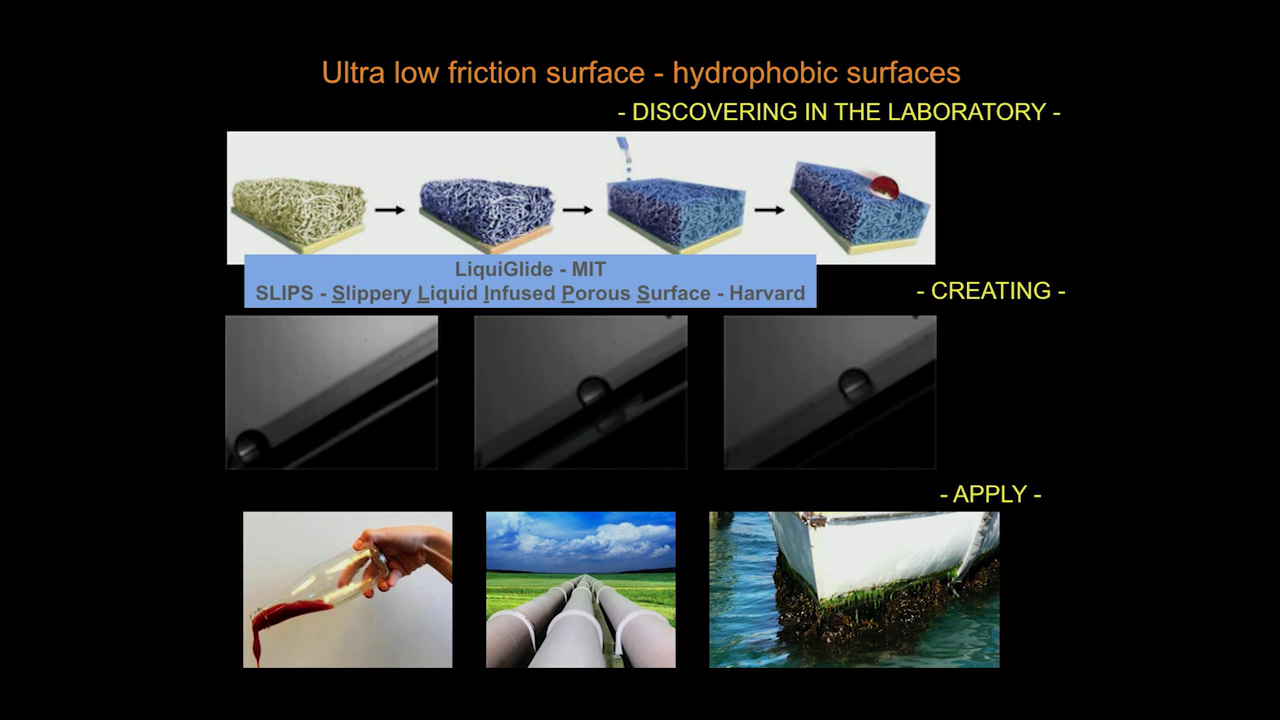 Ultra low friction surface - hydrophobic surfaces
- DISCOVERING IN THE LABORATORY -
LiquiGlide - MIT
SLIPS - Slippery Liquid Infused Porous Surface - Harvard
- CREATING -
- APPLY -